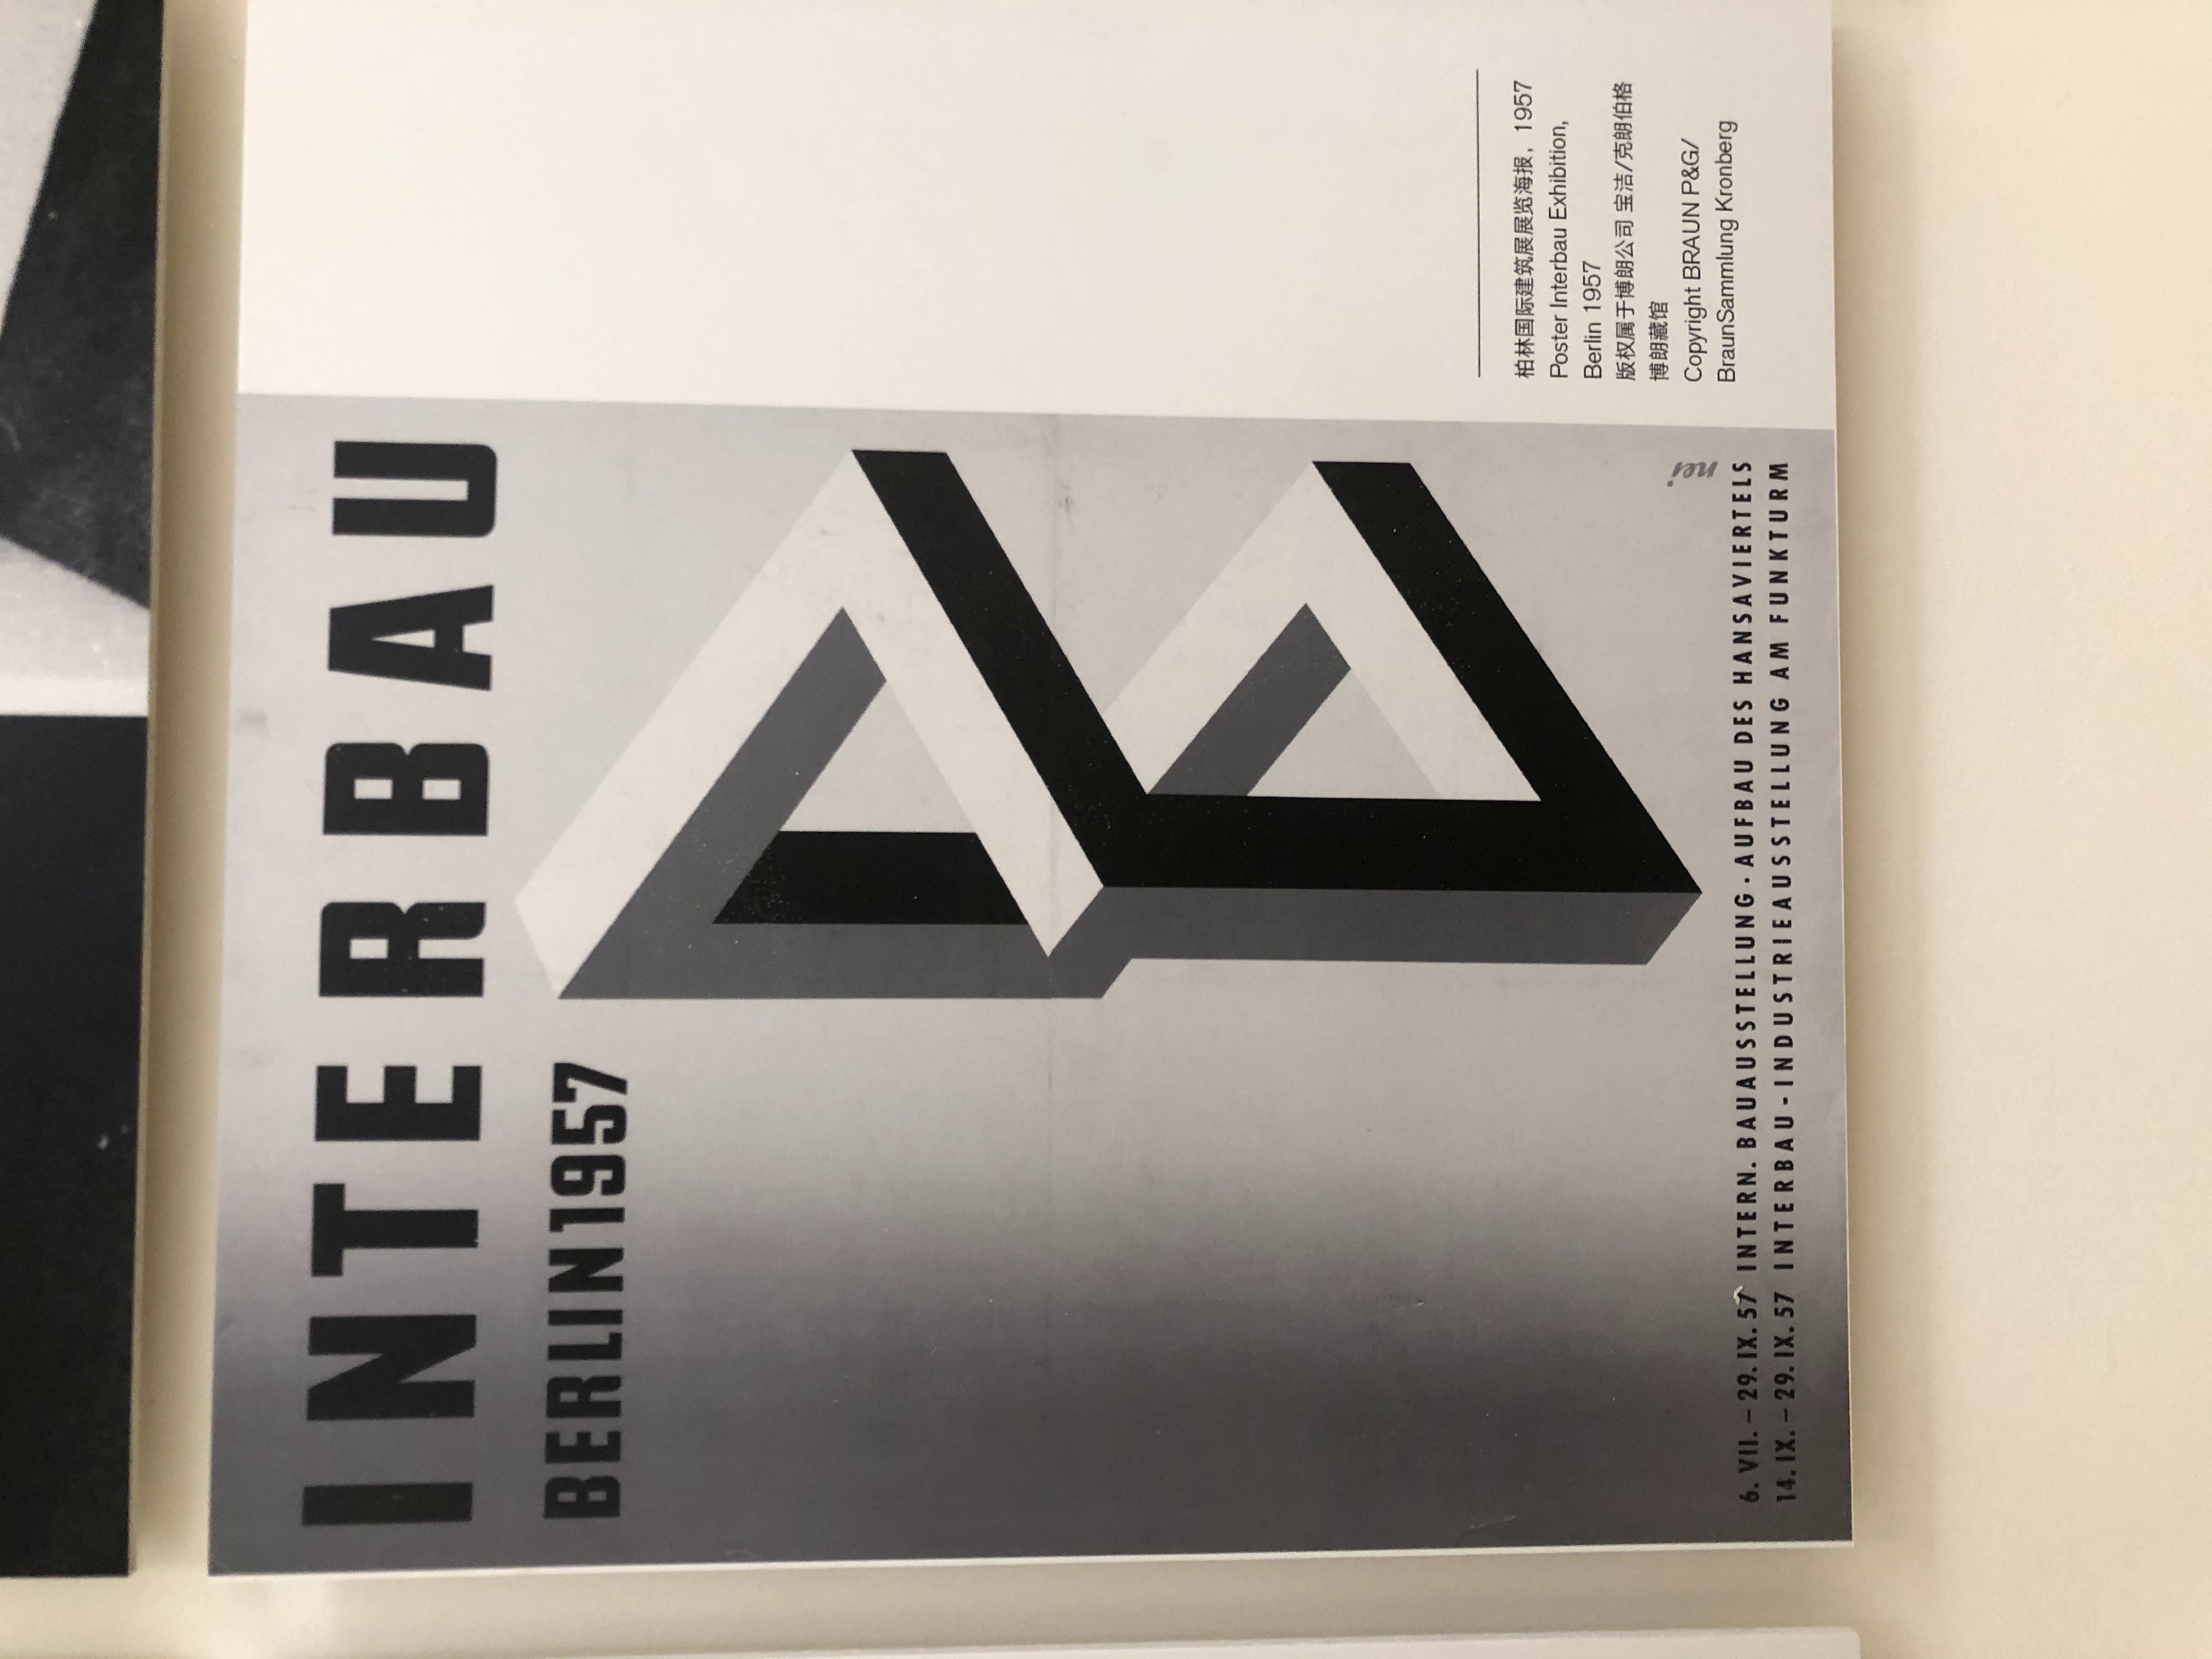 INTERBAU
BERLIN 1957
nei
6. VII. – 29. IX. 57 INTERN. BAUAUSSTELLUNG · AUFBAU DES HANSAVIERTELS
14. IX. – 29. IX. 57 INTERBAU - INDUSTRIEAUSSTELLUNG AM FUNKTURM
柏林国际建筑展展览海报，1957
Poster Interbau Exhibition,
Berlin 1957
版权属于博朗公司 宝洁/克朗伯格
博朗藏馆
Copyright BRAUN P&G/
BraunSammlung Kronberg